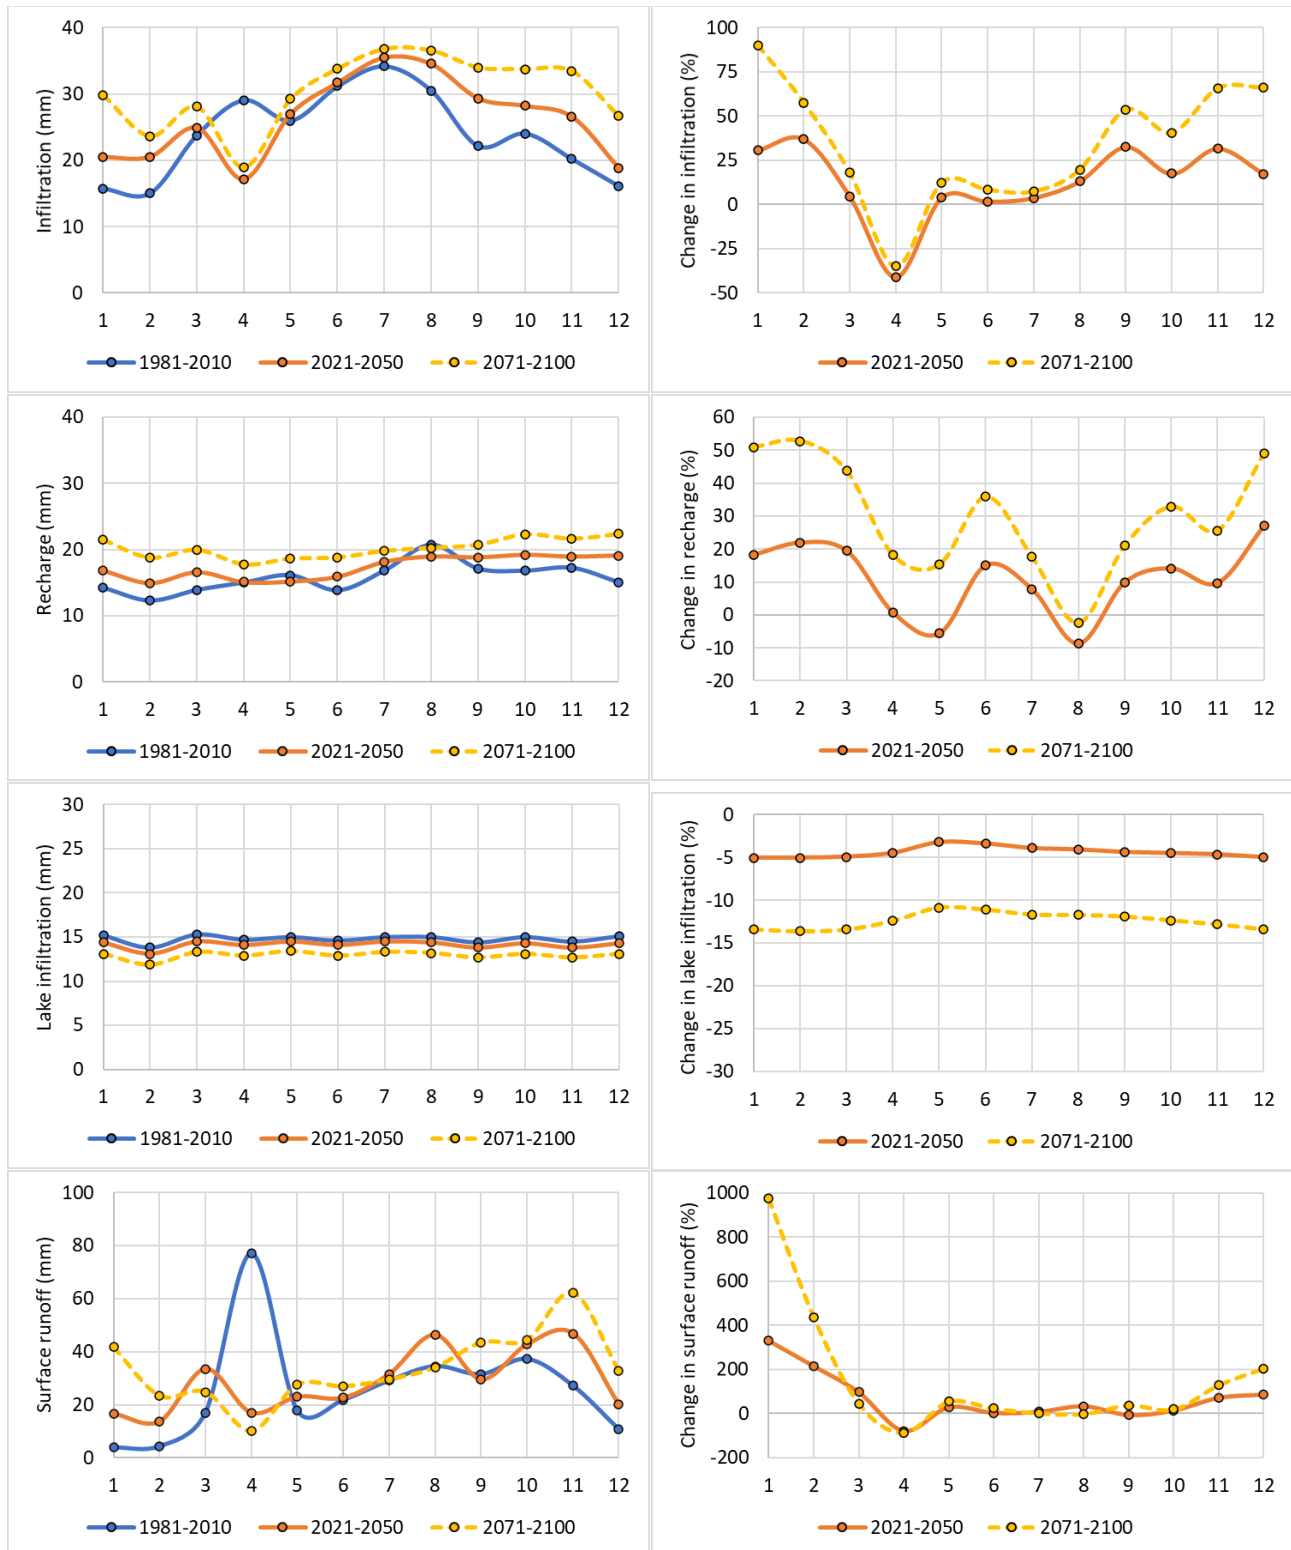 Infiltration (mm)
40
30
20
10
0
1 2 3 4 5 6 7 8 9 10 11 12
1981-2010 2021-2050 2071-2100
Change in infiltration (%)
100
75
50
25
0
-25
-50
1 2 3 4 5 6 7 8 9 10 11 12
2021-2050 2071-2100
Recharge (mm)
40
30
20
10
0
1 2 3 4 5 6 7 8 9 10 11 12
1981-2010 2021-2050 2071-2100
Change in recharge (%)
60
50
40
30
20
10
0
-10
-20
1 2 3 4 5 6 7 8 9 10 11 12
2021-2050 2071-2100
Lake infiltration (mm)
30
25
20
15
10
5
0
1 2 3 4 5 6 7 8 9 10 11 12
1981-2010 2021-2050 2071-2100
Change in lake infiltration (%)
0
-5
-10
-15
-20
-25
-30
1 2 3 4 5 6 7 8 9 10 11 12
2021-2050 2071-2100
Surface runoff (mm)
100
80
60
40
20
0
1 2 3 4 5 6 7 8 9 10 11 12
1981-2010 2021-2050 2071-2100
Change in surface runoff (%)
1000
800
600
400
200
0
-200
1 2 3 4 5 6 7 8 9 10 11 12
2021-2050 2071-2100